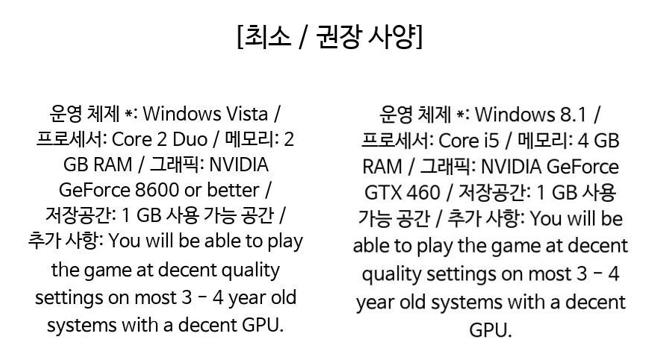 [최소 / 권장 사양]
운영 체제 *: Windows Vista /
프로세서: Core 2 Duo / 메모리: 2
GB RAM / 그래픽: NVIDIA
GeForce 8600 or better /
저장공간: 1 GB 사용 가능 공간 /
추가 사항: You will be able to play
the game at decent quality
settings on most 3 - 4 year old
systems with a decent GPU.
운영 체제 *: Windows 8.1 /
프로세서: Core i5 / 메모리: 4 GB
RAM / 그래픽: NVIDIA GeForce
GTX 460 / 저장공간: 1 GB 사용
가능 공간 / 추가 사항: You will be
able to play the game at decent
quality settings on most 3 - 4
year old systems with a decent
GPU.